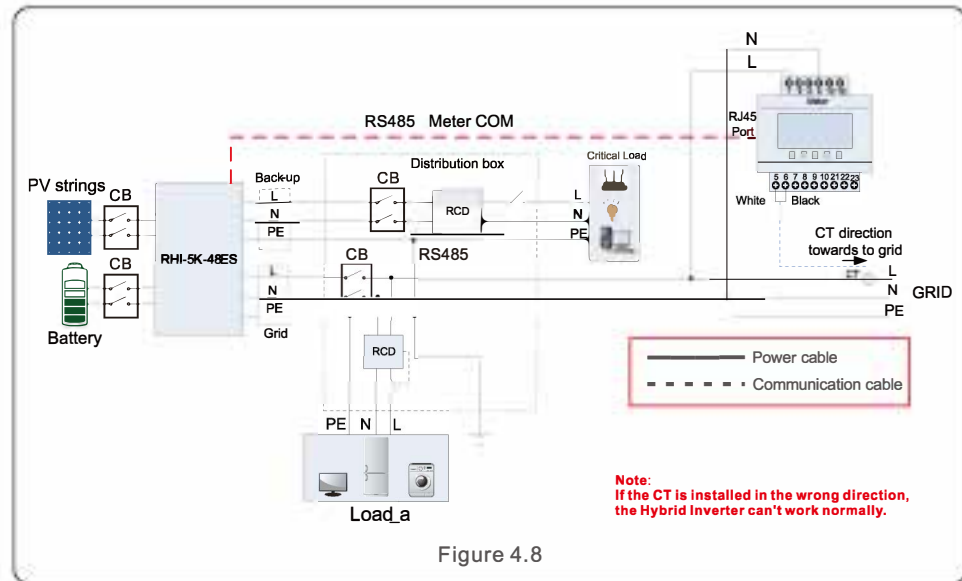 N
L
Meter
RJ45
Port
RS485 Meter COM
Distribution box
Critical Load
PV strings
CB
Back-up
CB
L
N
PE
RCD
L
N
PE
5 6 7 8 9 10 21 22 23
White
Black
CT direction
towards to grid
RHI-5K-48ES
RS485
CB
CB
L
N
PE
Grid
CT
L
N
PE
GRID
Battery
RCD
Power cable
Communication cable
PE N L
Load_a
Note:
If the CT is installed in the wrong direction,
the Hybrid Inverter can't work normally.
Figure 4.8